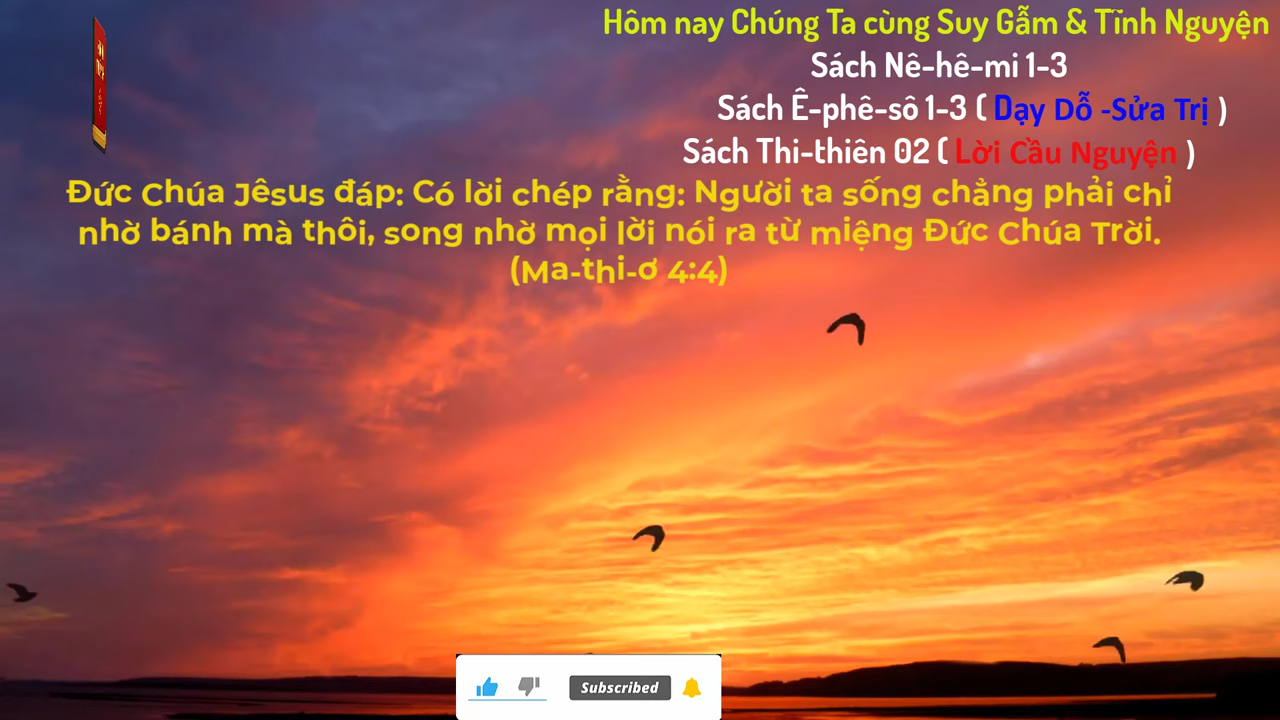 Hôm nay Chúng Ta cùng Suy Gẫm & Tĩnh Nguyện
Sách Nê-hê-mi 1-3
Sách Ê-phê-sô 1-3 ( Dạy Dỗ -Sửa Trị )
Sách Thi-thiên 02 ( Lời Cầu Nguyện )
Đức Chúa Jêsus đáp: Có lời chép rằng: Người ta sống chẳng phải chỉ
nhờ bánh mà thôi, song nhờ mọi lời nói ra từ miệng Đức Chúa Trời.
(Ma-thi-ơ 4:4)
Subscribed